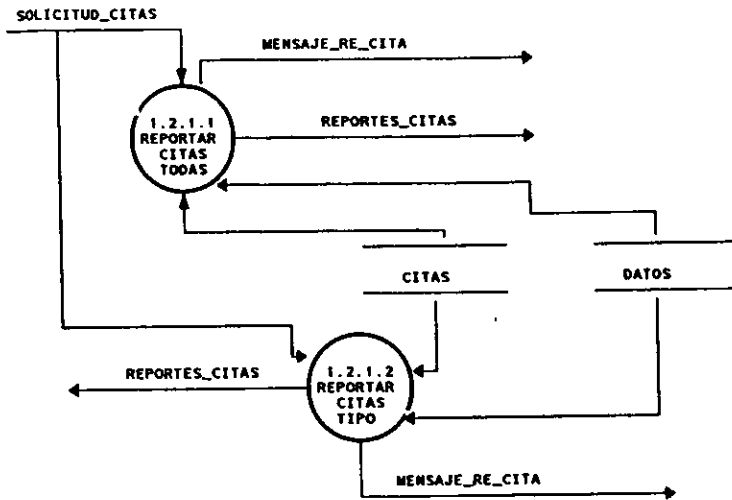 SOLICITUD_CITAS
MENSAJE_RE_CITA
1.2.1.1
REPORTAR
CITAS
TODAS
REPORTES_CITAS
CITAS
DATOS
1.2.1.2
REPORTAR
CITAS
TIPO
REPORTES_CITAS
MENSAJE_RE_CITA